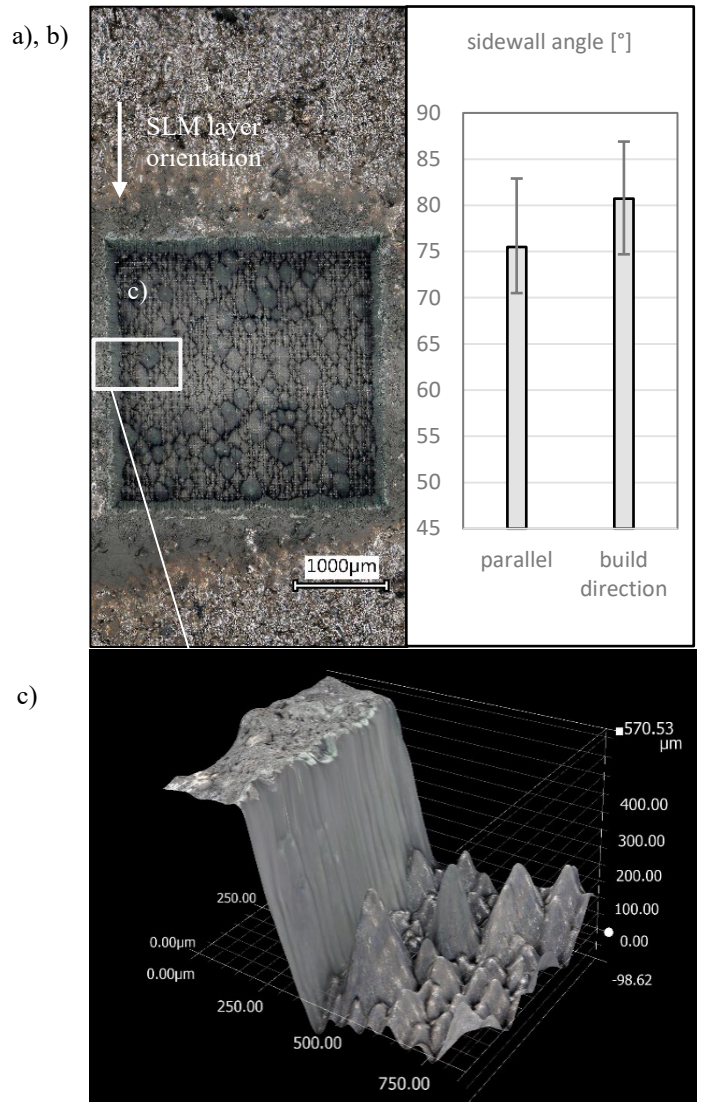 a), b)
SLM layer
orientation
c)
1000µm
sidewall angle [°]
90
85
80
75
70
65
60
55
50
45
parallel
build
direction
c)
570.53
µm
400.00
300.00
200.00
100.00
0.00
-98.62
250.00
0.00µm
0.00µm
250.00
500.00
750.00